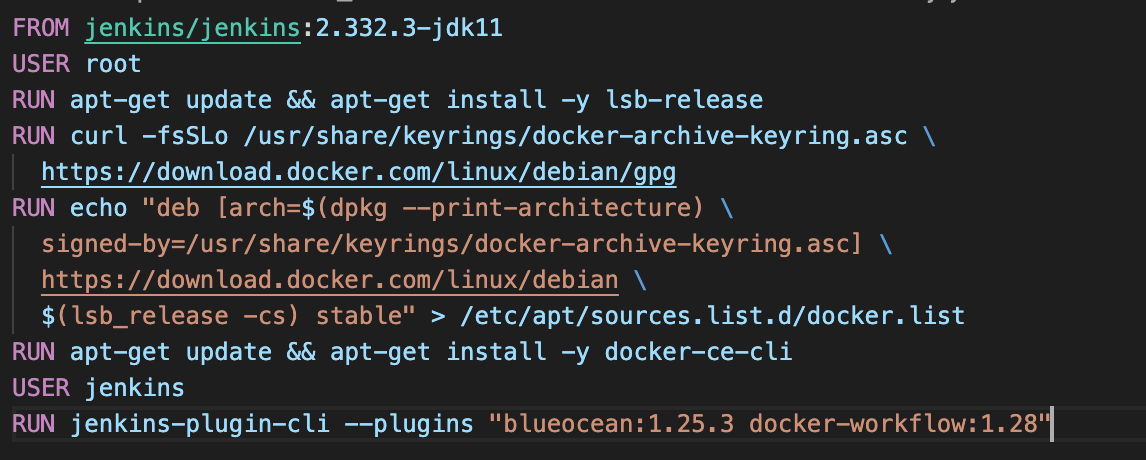 FROM jenkins/jenkins:2.332.3-jdk11
USER root
RUN apt-get update && apt-get install -y lsb-release
RUN curl -fsSLo /usr/share/keyrings/docker-archive-keyring.asc \
  https://download.docker.com/linux/debian/gpg
RUN echo "deb [arch=$(dpkg --print-architecture) \
  signed-by=/usr/share/keyrings/docker-archive-keyring.asc] \
  https://download.docker.com/linux/debian \
  $(lsb_release -cs) stable" > /etc/apt/sources.list.d/docker.list
RUN apt-get update && apt-get install -y docker-ce-cli
USER jenkins
RUN jenkins-plugin-cli --plugins "blueocean:1.25.3 docker-workflow:1.28"